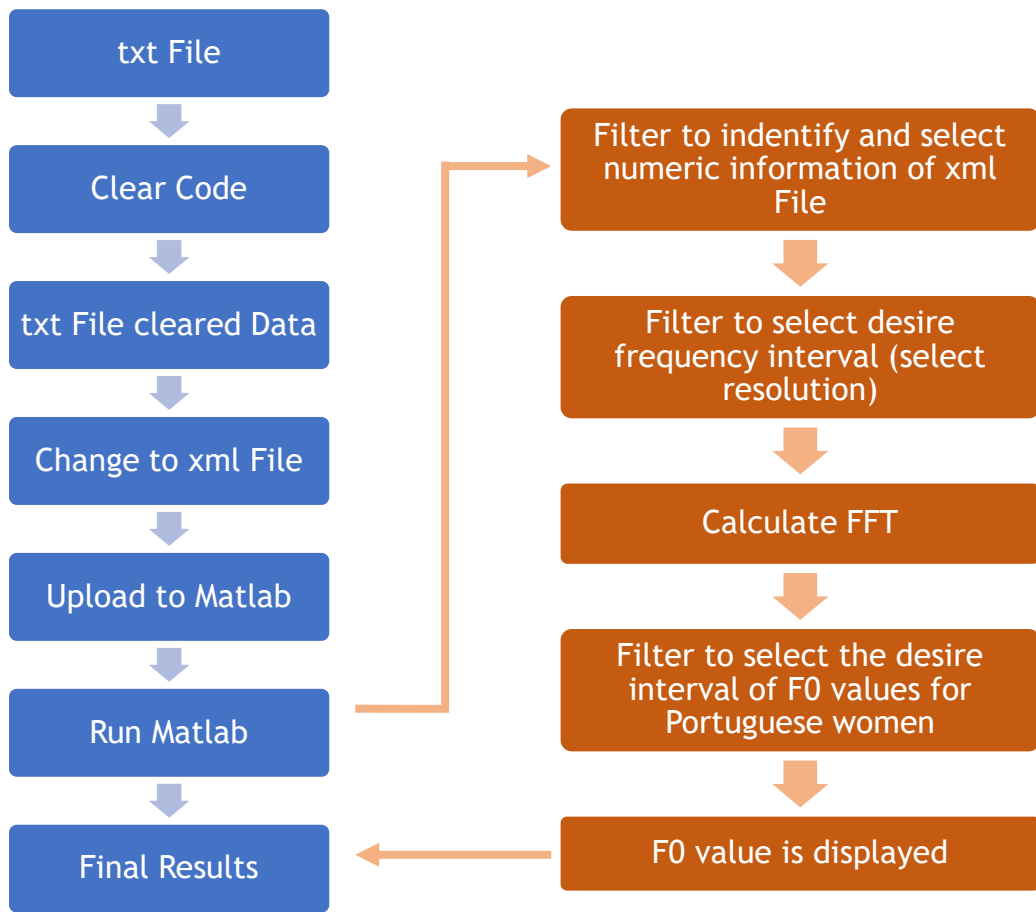 txt File
Clear Code
txt File cleared Data
Change to xml File
Upload to Matlab
Run Matlab
Final Results
Filter to indentify and select
numeric information of xml
File
Filter to select desire
frequency interval (select
resolution)
Calculate FFT
Filter to select the desire
interval of F0 values for
Portuguese women
F0 value is displayed